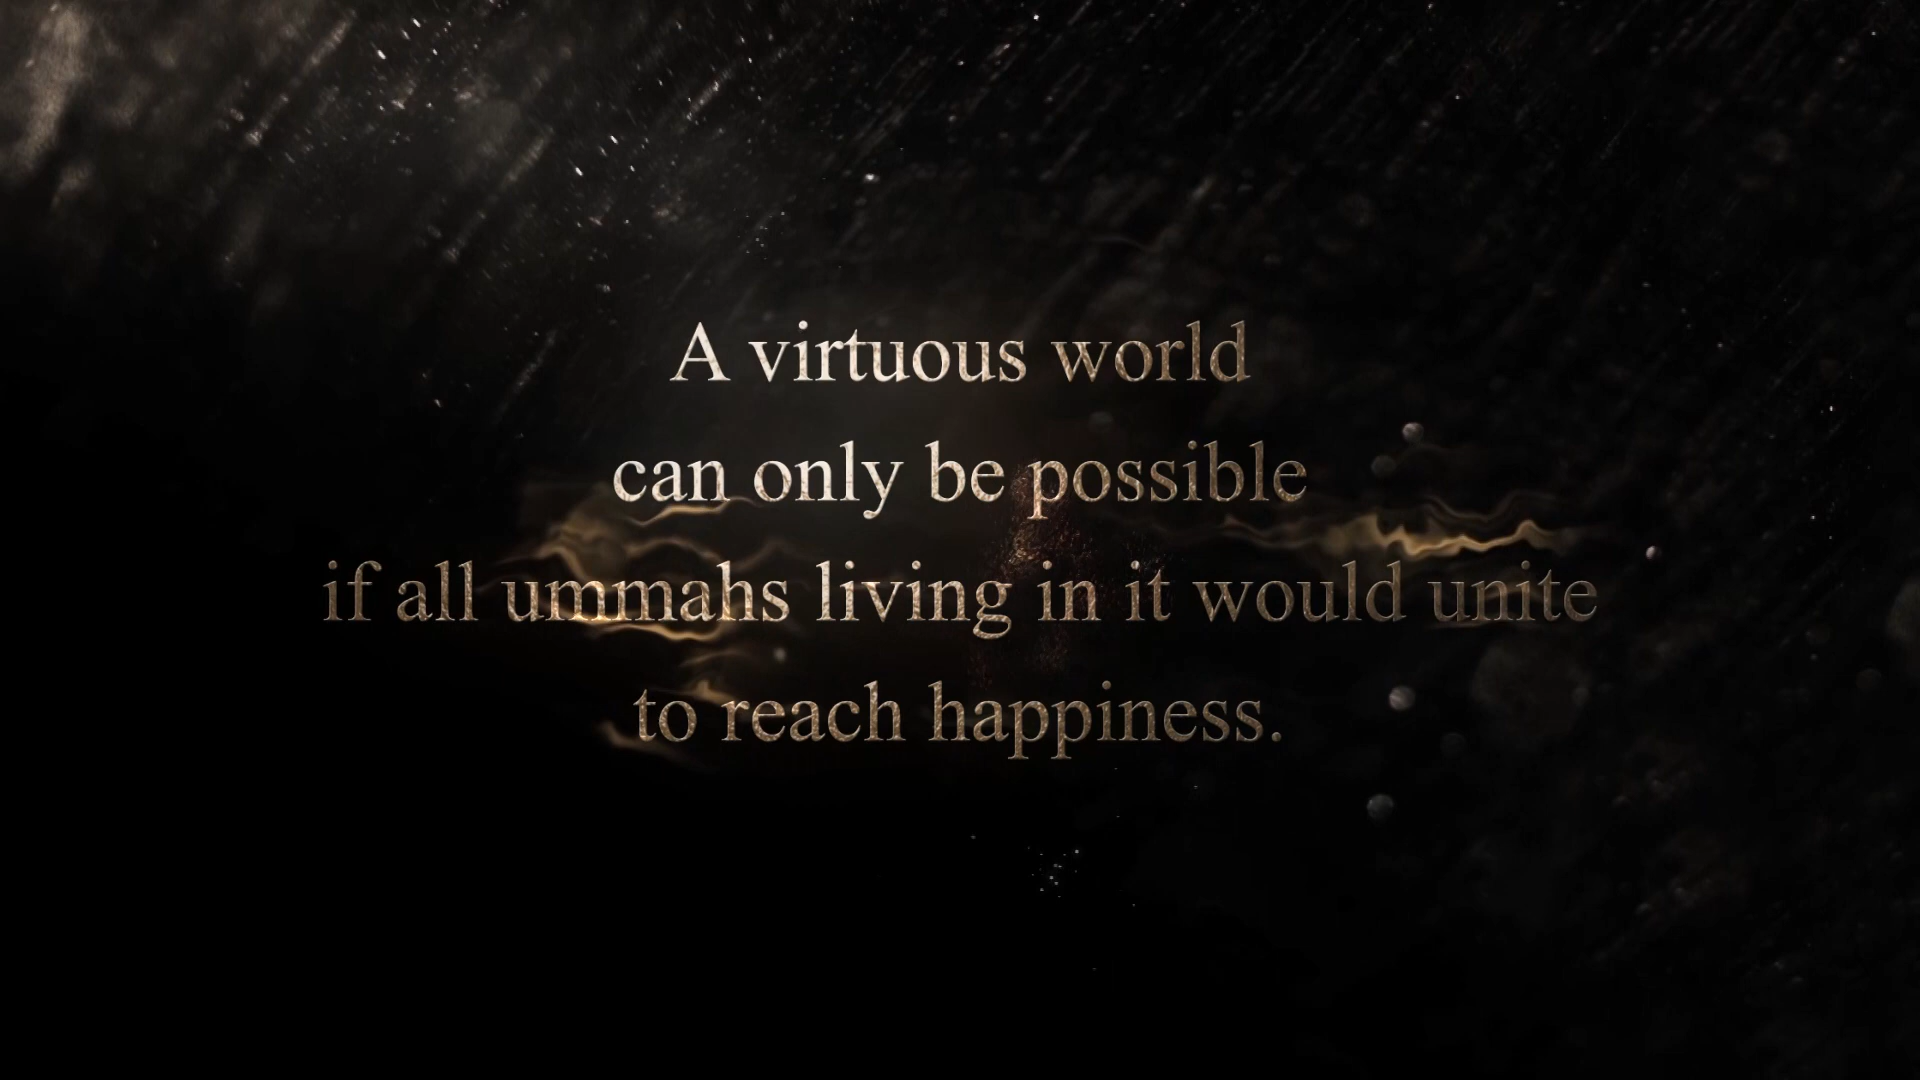 A virtuous world
can only be possible
if all ummahs living in it would unite
to reach happiness.